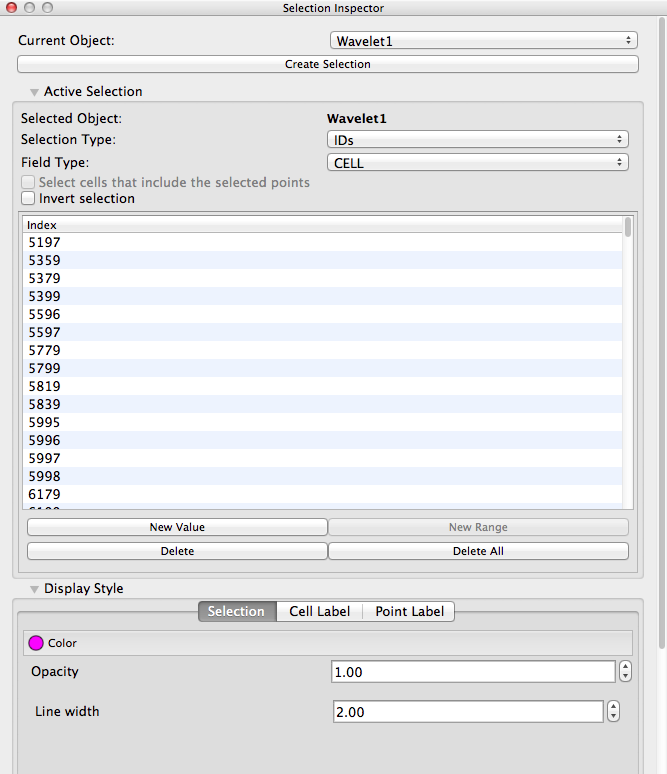 Selection Inspector
Current Object: Wavelet1
Create Selection
Active Selection
Selected Object: Wavelet1
Selection Type: IDs
Field Type: CELL
Select cells that include the selected points
Invert selection
Index
5197
5359
5379
5399
5596
5597
5779
5799
5819
5839
5995
5996
5997
5998
6179
New Value New Range
Delete Delete All
Display Style
Selection Cell Label Point Label
Color
Opacity 1.00
Line width 2.00